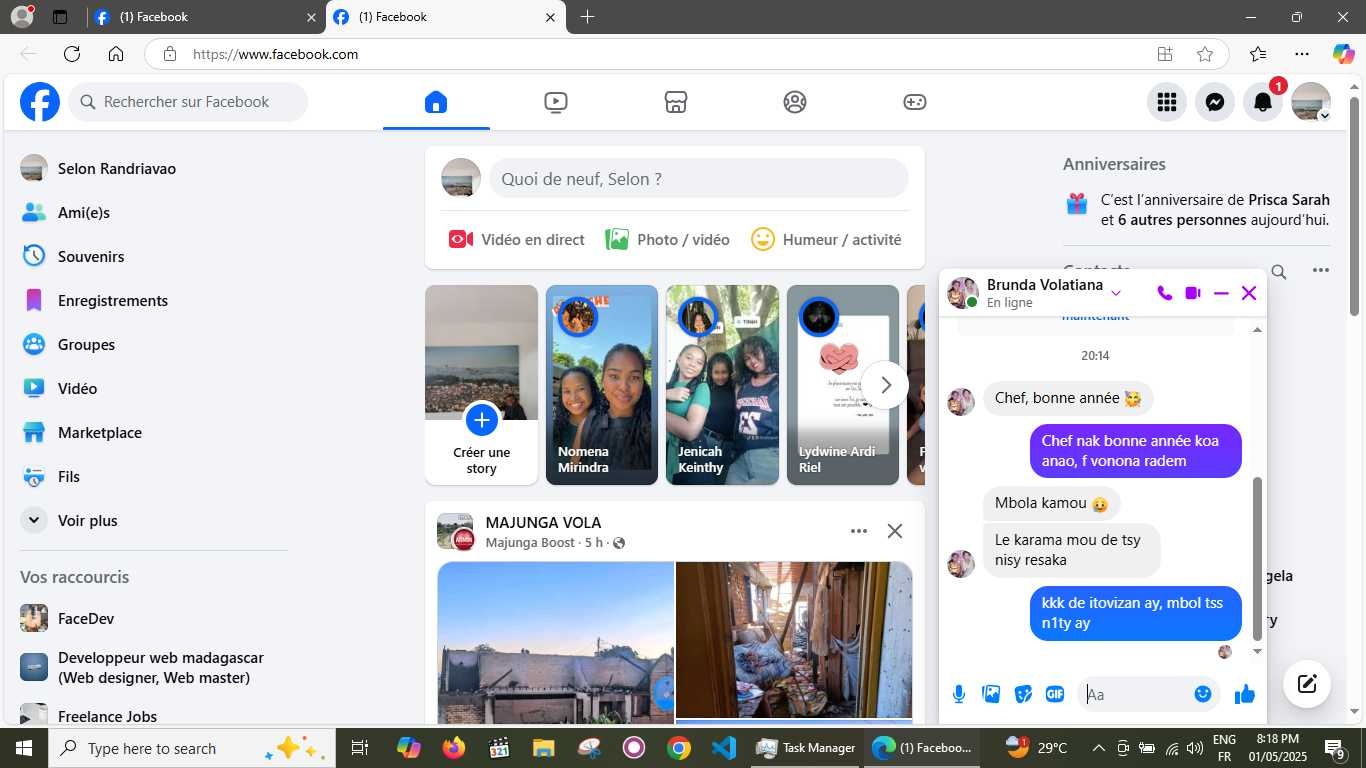 (1) Facebook
(1) Facebook
https://www.facebook.com
Rechercher sur Facebook
1
Selon Randriavao
Ami(e)s
Souvenirs
Enregistrements
Groupes
Vidéo
Marketplace
Fils
Voir plus
Vos raccourcis
FaceDev
Developpeur web madagascar
(Web designer, Web master)
Freelance Jobs
Quoi de neuf, Selon ?
Vidéo en direct
Photo / vidéo
Humeur / activité
Créer une
story
Nomena
Mirindra
Jenicah
Keinthy
Lydwine Ardi
Riel
MAJUNGA VOLA
Majunga Boost · 5 h ·
Anniversaires
C'est l'anniversaire de Prisca Sarah
et 6 autres personnes aujourd'hui.
Contacts
Brunda Volatiana
En ligne
maintenant
20:14
Chef, bonne année 🥰
Chef nak bonne année koa
anao, f vonona radem
Mbola kamou 😢
Le karama mou de tsy
nisy resaka
kkk de itovizan ay, mbol tss
n1ty ay
GIF
Aa
gela
ry
Type here to search
321
Task Manager
(1) Faceboo...
1
29°C
ENG
FR
8:18 PM
01/05/2025
9